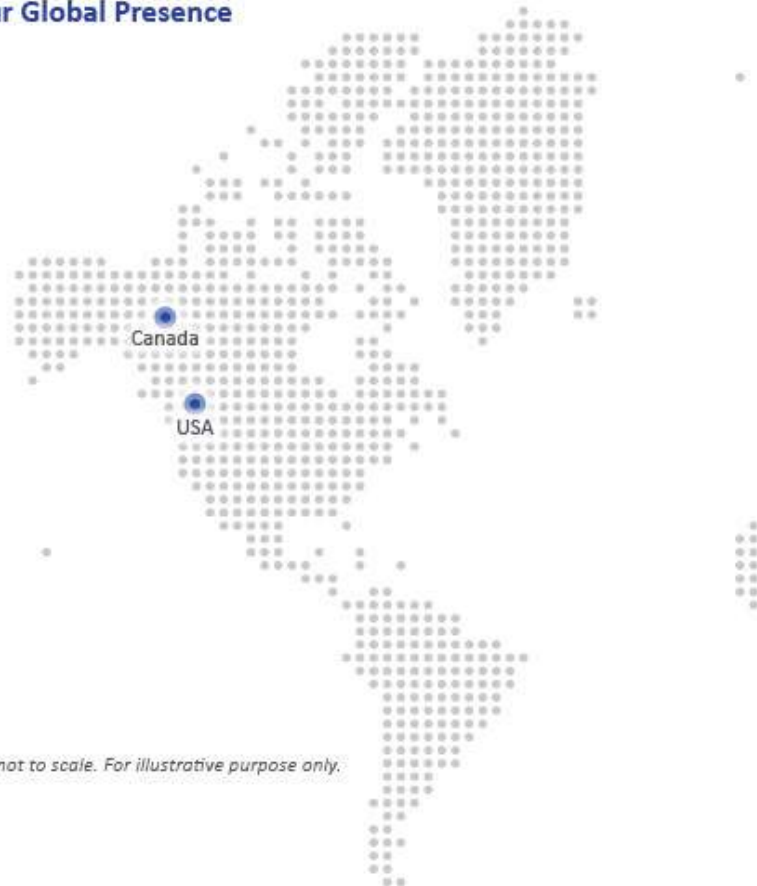 r Global Presence
Canada
USA
not to scale. For illustrative purpose only.